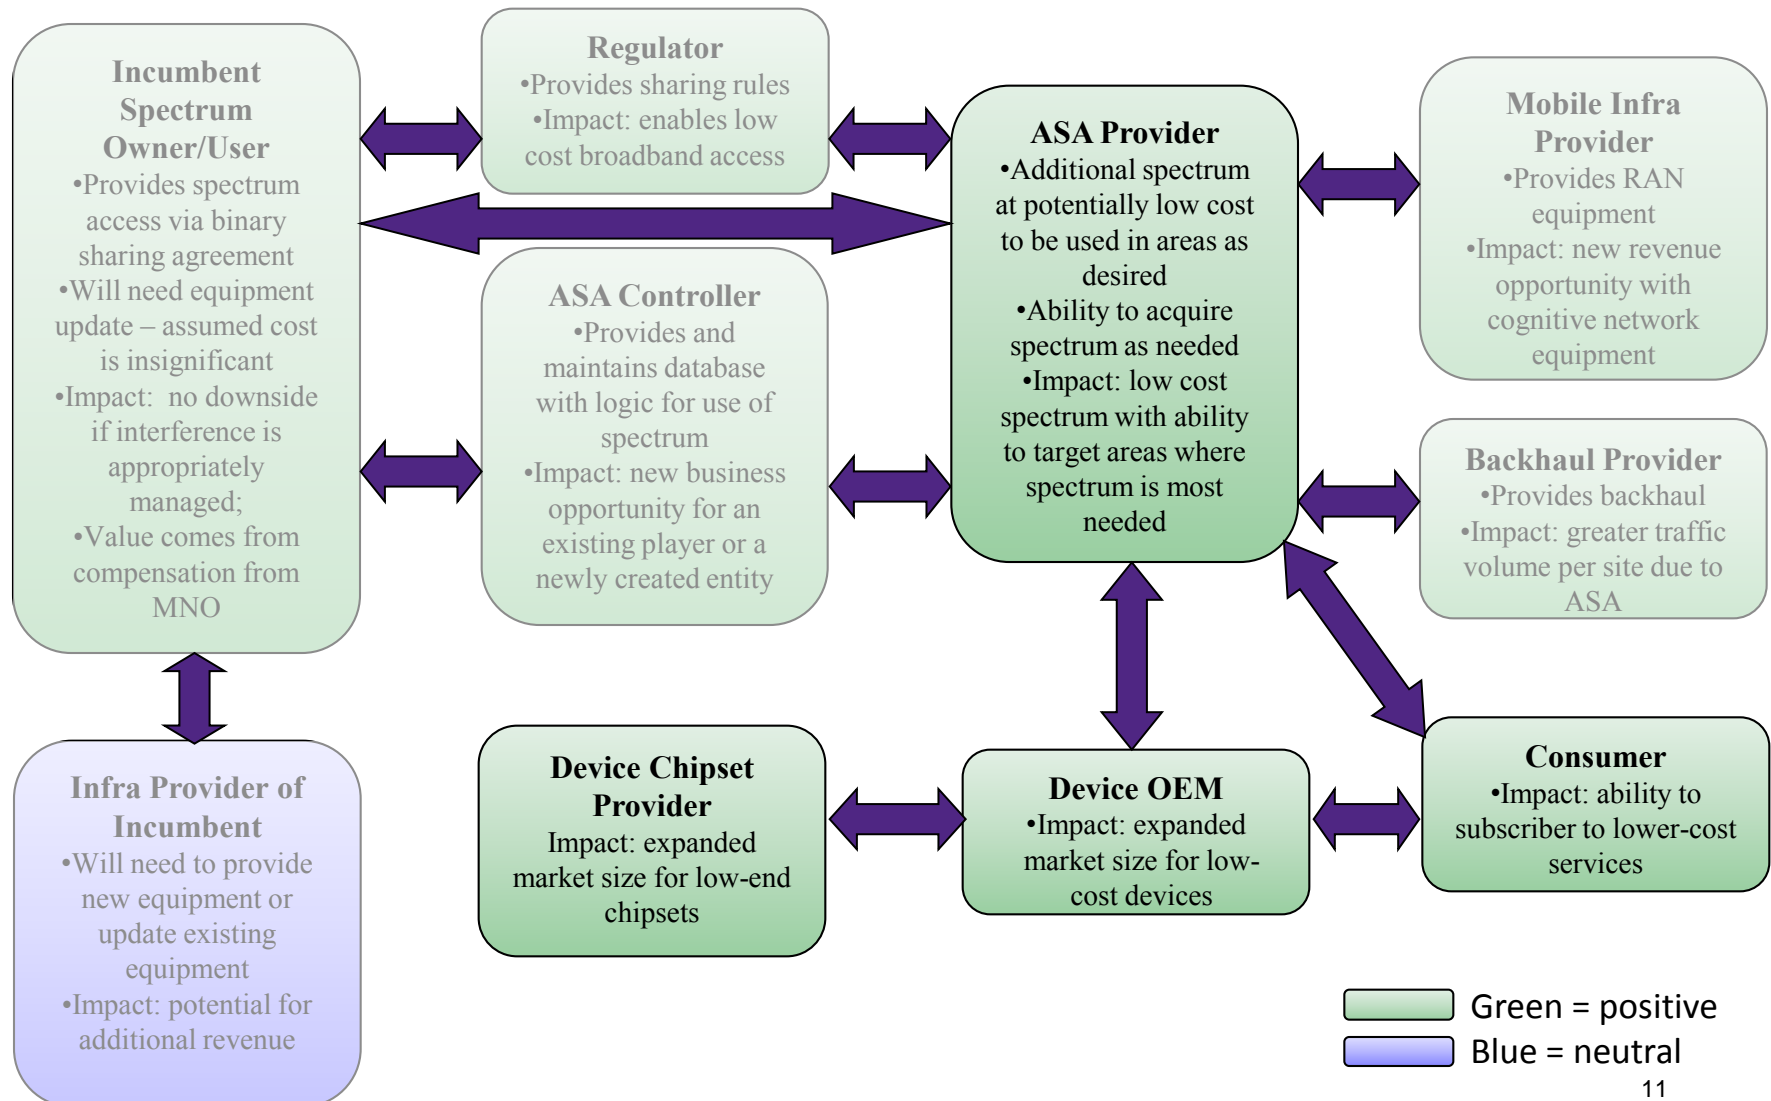 Incumbent
Spectrum
Owner/User
•Provides spectrum
access via binary
sharing agreement
•Will need equipment
update – assumed cost
is insignificant
•Impact:  no downside
if interference is
appropriately
managed;
•Value comes from
compensation from
MNO
Regulator
•Provides sharing rules
•Impact: enables low
cost broadband access
ASA Controller
•Provides and
maintains database
with logic for use of
spectrum
•Impact: new business
opportunity for an
existing player or a
newly created entity
ASA Provider
•Additional spectrum
at potentially low cost
to be used in areas as
desired
•Ability to acquire
spectrum as needed
•Impact: low cost
spectrum with ability
to target areas where
spectrum is most
needed
Mobile Infra
Provider
•Provides RAN
equipment
•Impact: new revenue
opportunity with
cognitive network
equipment
Backhaul Provider
•Provides backhaul
•Impact: greater traffic
volume per site due to
ASA
Infra Provider of
Incumbent
•Will need to provide
new equipment or
update existing
equipment
•Impact: potential for
additional revenue
Device Chipset
Provider
Impact: expanded
market size for low-end
chipsets
Device OEM
•Impact: expanded
market size for low-
cost devices
Consumer
•Impact: ability to
subscriber to lower-cost
services
Green = positive
Blue = neutral
11